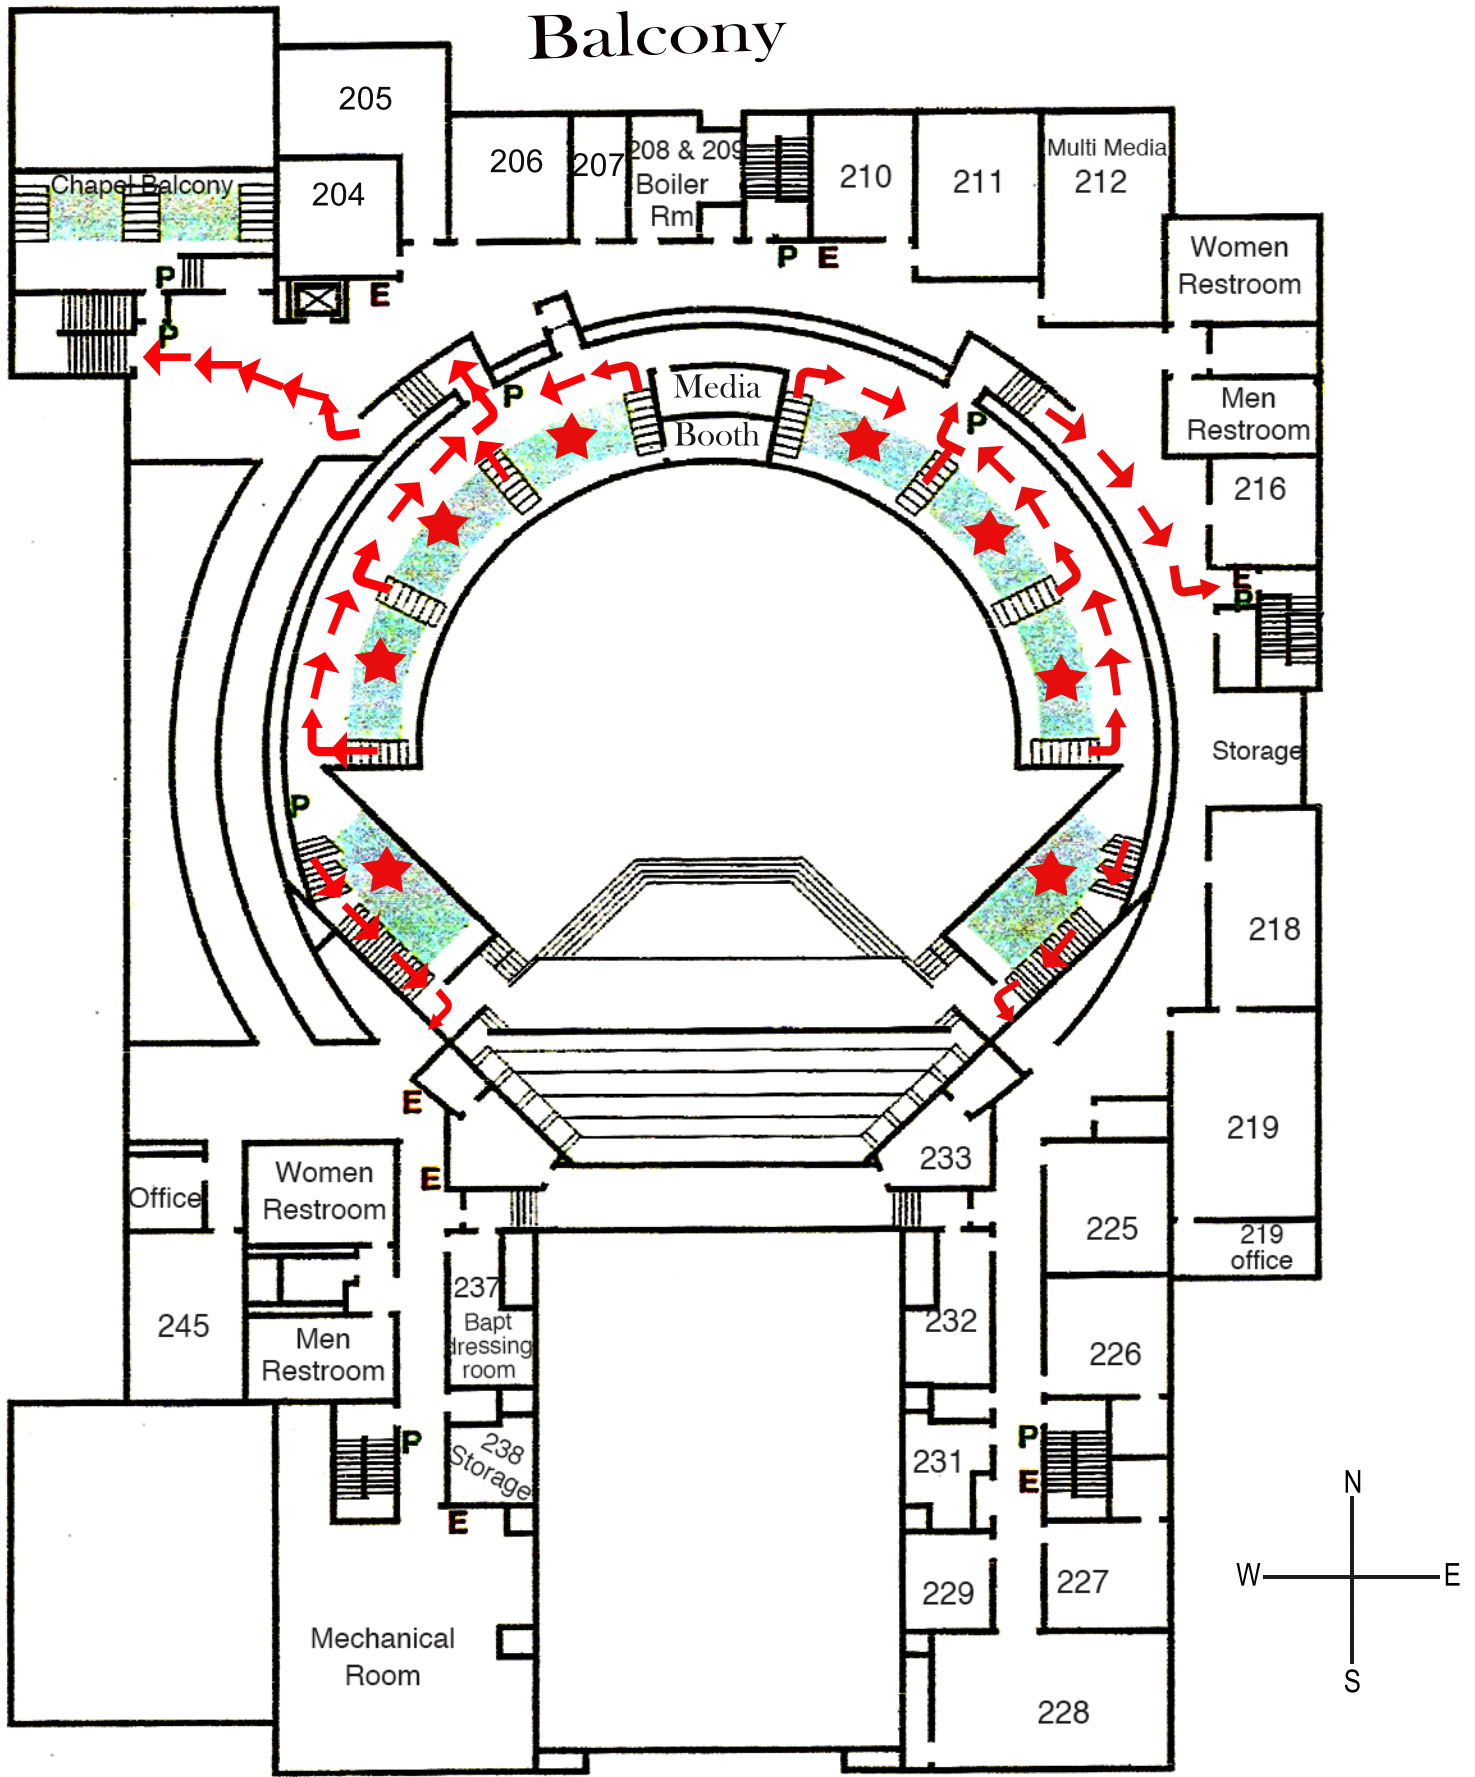 Balcony
205
206
207
208 & 209
Boiler
Rm
210
211
Multi Media
212
Chapel Balcony
204
Women
Restroom
P
E
P
E
P
Media
Booth
P
P
Men
Restroom
216
E
P
Storage
P
218
E
219
Women
Restroom
E
233
Office
225
219
office
237
Bapt
dressing
room
232
245
Men
Restroom
226
P
238
Storage
231
P
E
E
N
W
E
S
229
227
Mechanical
Room
228